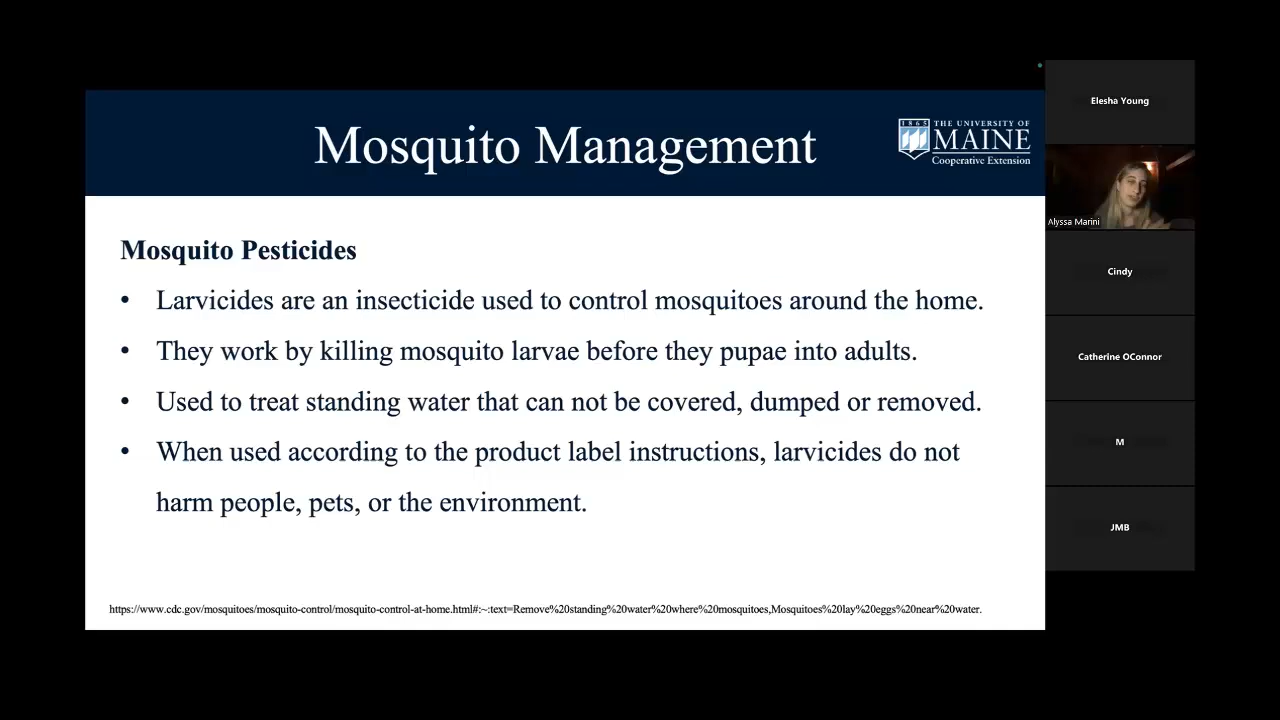 Mosquito Management
1865
THE UNIVERSITY OF
MAINE
Cooperative Extension
Mosquito Pesticides
• Larvicides are an insecticide used to control mosquitoes around the home.
• They work by killing mosquito larvae before they pupae into adults.
• Used to treat standing water that can not be covered, dumped or removed.
• When used according to the product label instructions, larvicides do not
harm people, pets, or the environment.
https://www.cdc.gov/mosquitoes/mosquito-control/mosquito-control-at-home.html#:~:text=Remove%20standing%20water%20where%20mosquitoes,Mosquitoes%20lay%20eggs%20near%20water.
Elesha Young
Alyssa Marini
Cindy
Catherine OConnor
M
JMB